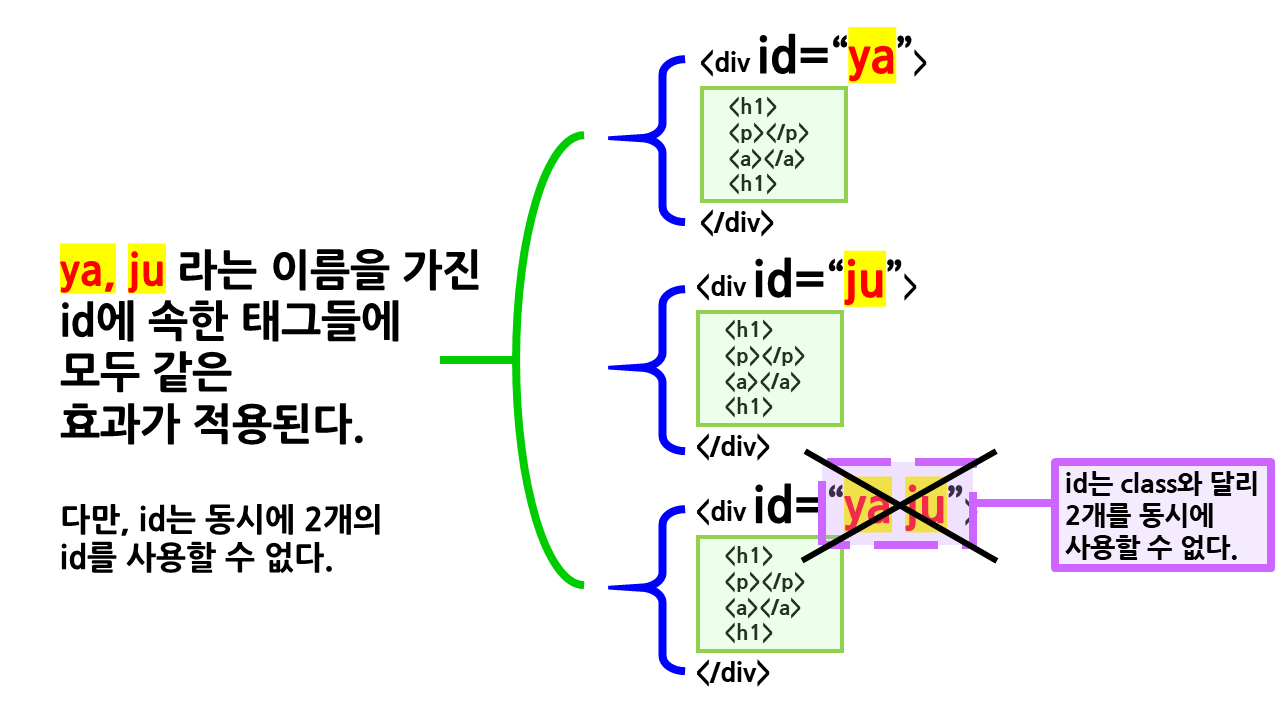 ya, ju 라는 이름을 가진
id에 속한 태그들에
모두 같은
효과가 적용된다.
다만, id는 동시에 2개의
id를 사용할 수 없다.
<div id=“ya”>
<h1>
<p></p>
<a></a>
<h1>
</div>
<div id=“ju”>
<h1>
<p></p>
<a></a>
<h1>
</div>
<div id=“ya ju”>
<h1>
<p></p>
<a></a>
<h1>
</div>
id는 class와 달리
2개를 동시에
사용할 수 없다.